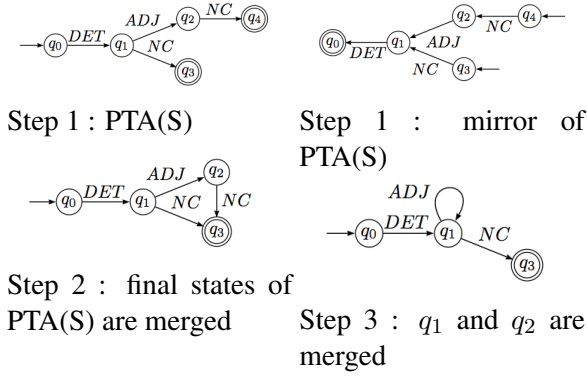 ADJ q2 NC q4
q0 DET q1 NC
q3
Step 1 : PTA(S)
q2 NC q4
q0 DET q1 ADJ
NC q3
Step 1 : mirror of
PTA(S)
ADJ q2
q0 DET q1 NC NC
q3
Step 2 : final states of
PTA(S) are merged
ADJ
q0 DET q1 NC
q3
Step 3 : q1 and q2 are
merged